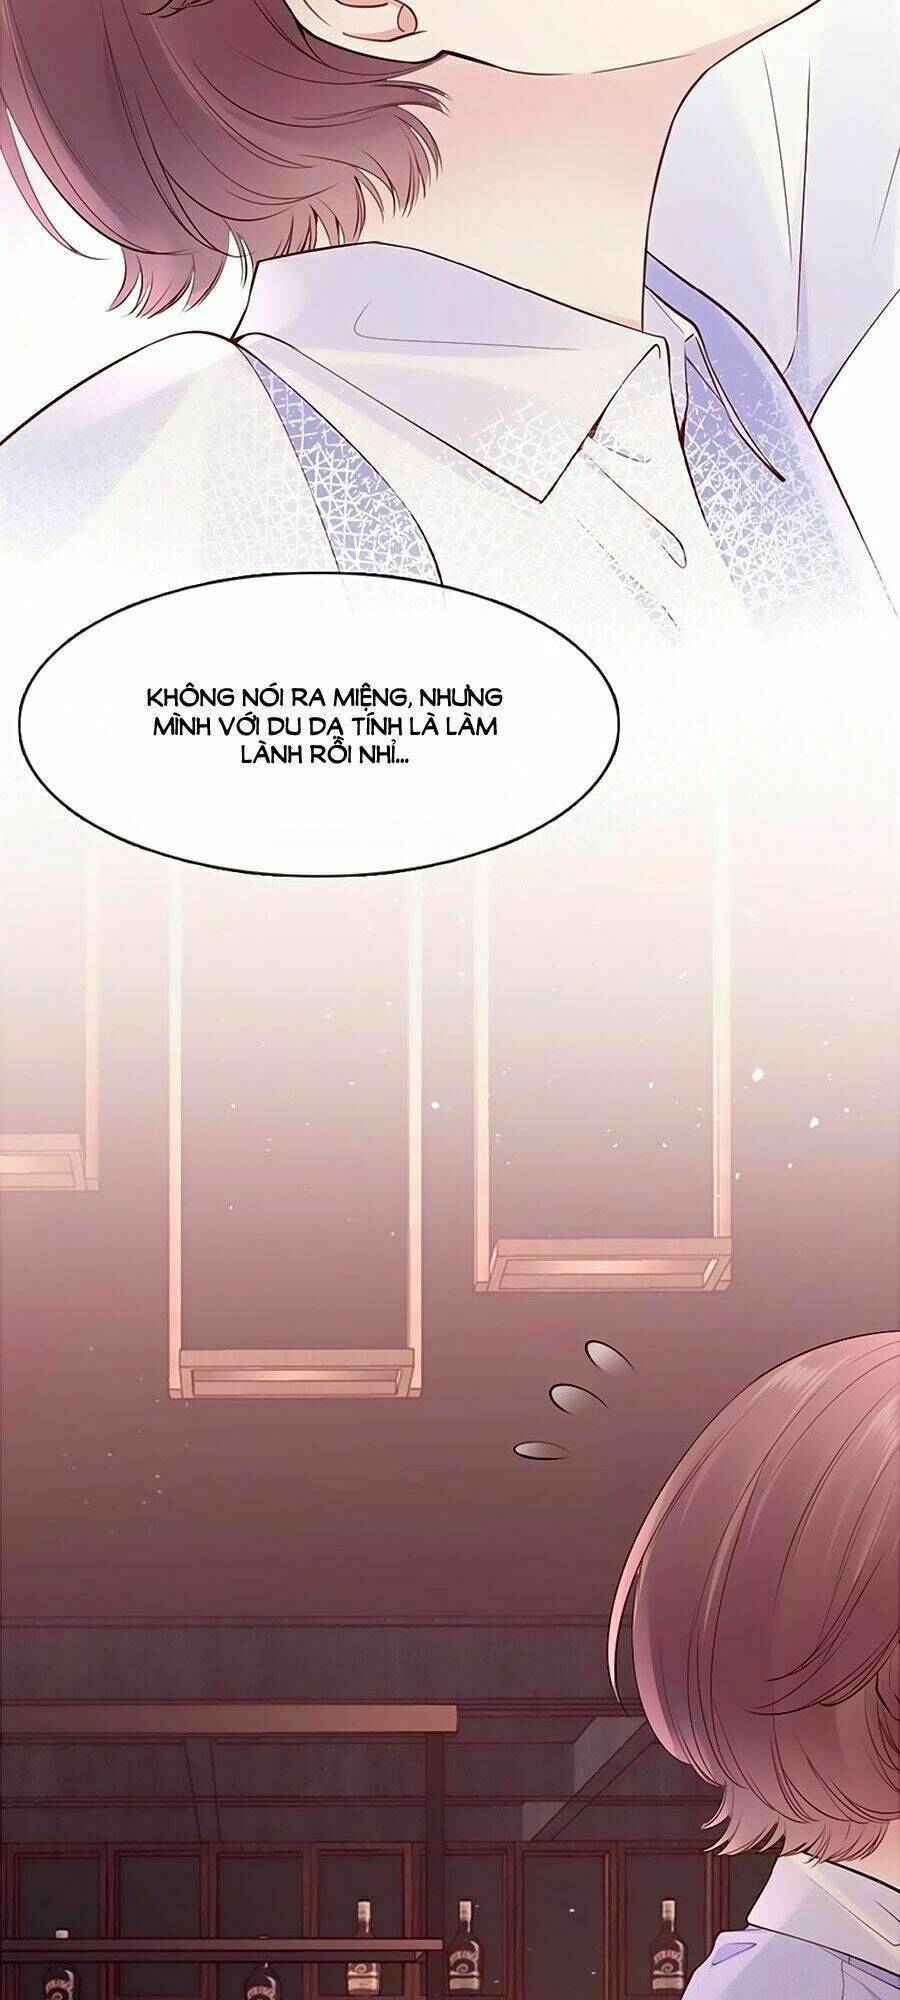 KHÔNG NÓI RA MIỆNG, NHƯNG
MÌNH VỚI DU DẠ TÍNH LÀ LÀM
LÀNH RỒI NHỈ...